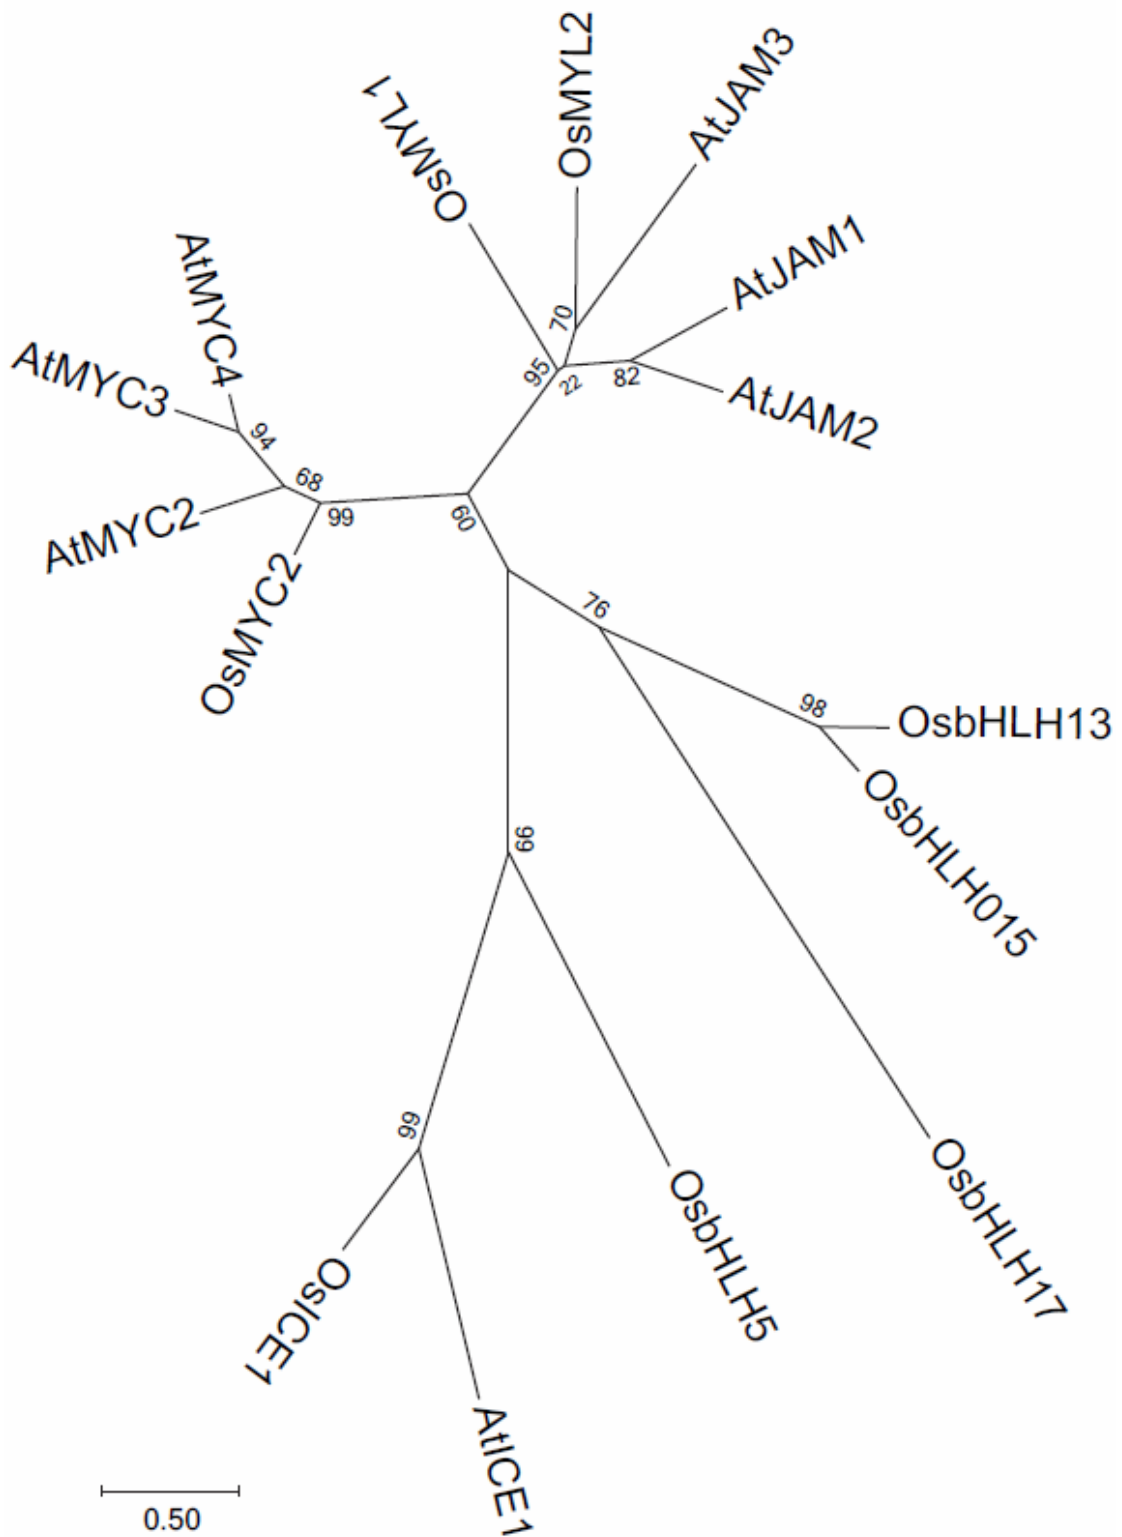 OsMYL2
AtJAM3
OsMYL1
AtJAM1
AtMYC4
AtMYC3
70
95
22
82
AtJAM2
94
68
99
AtMYC2
60
OsMYC2
76
98
OsbHLH13
OsbHLH015
66
99
OsbHLH17
OsbHLH5
OsICE1
AtICE1
0.50